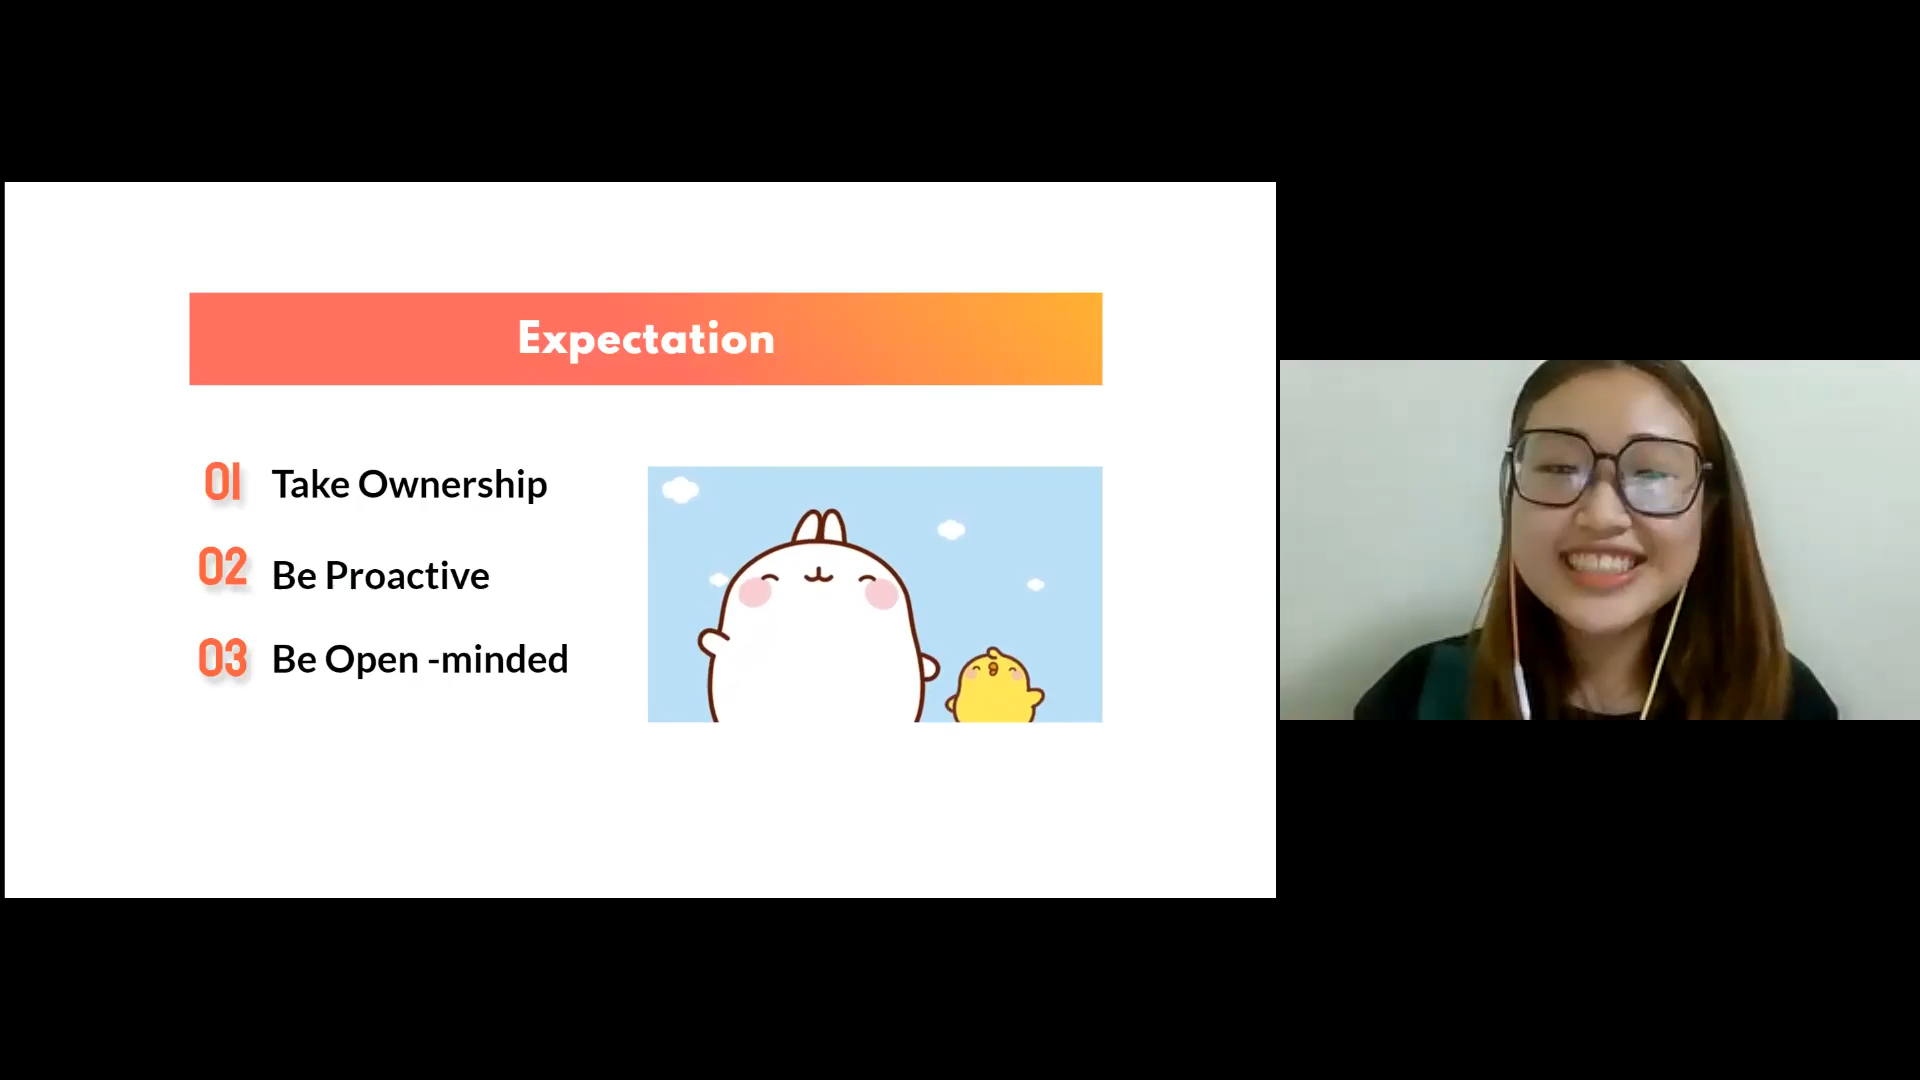 Expectation
01 Take Ownership
02 Be Proactive
03 Be Open -minded